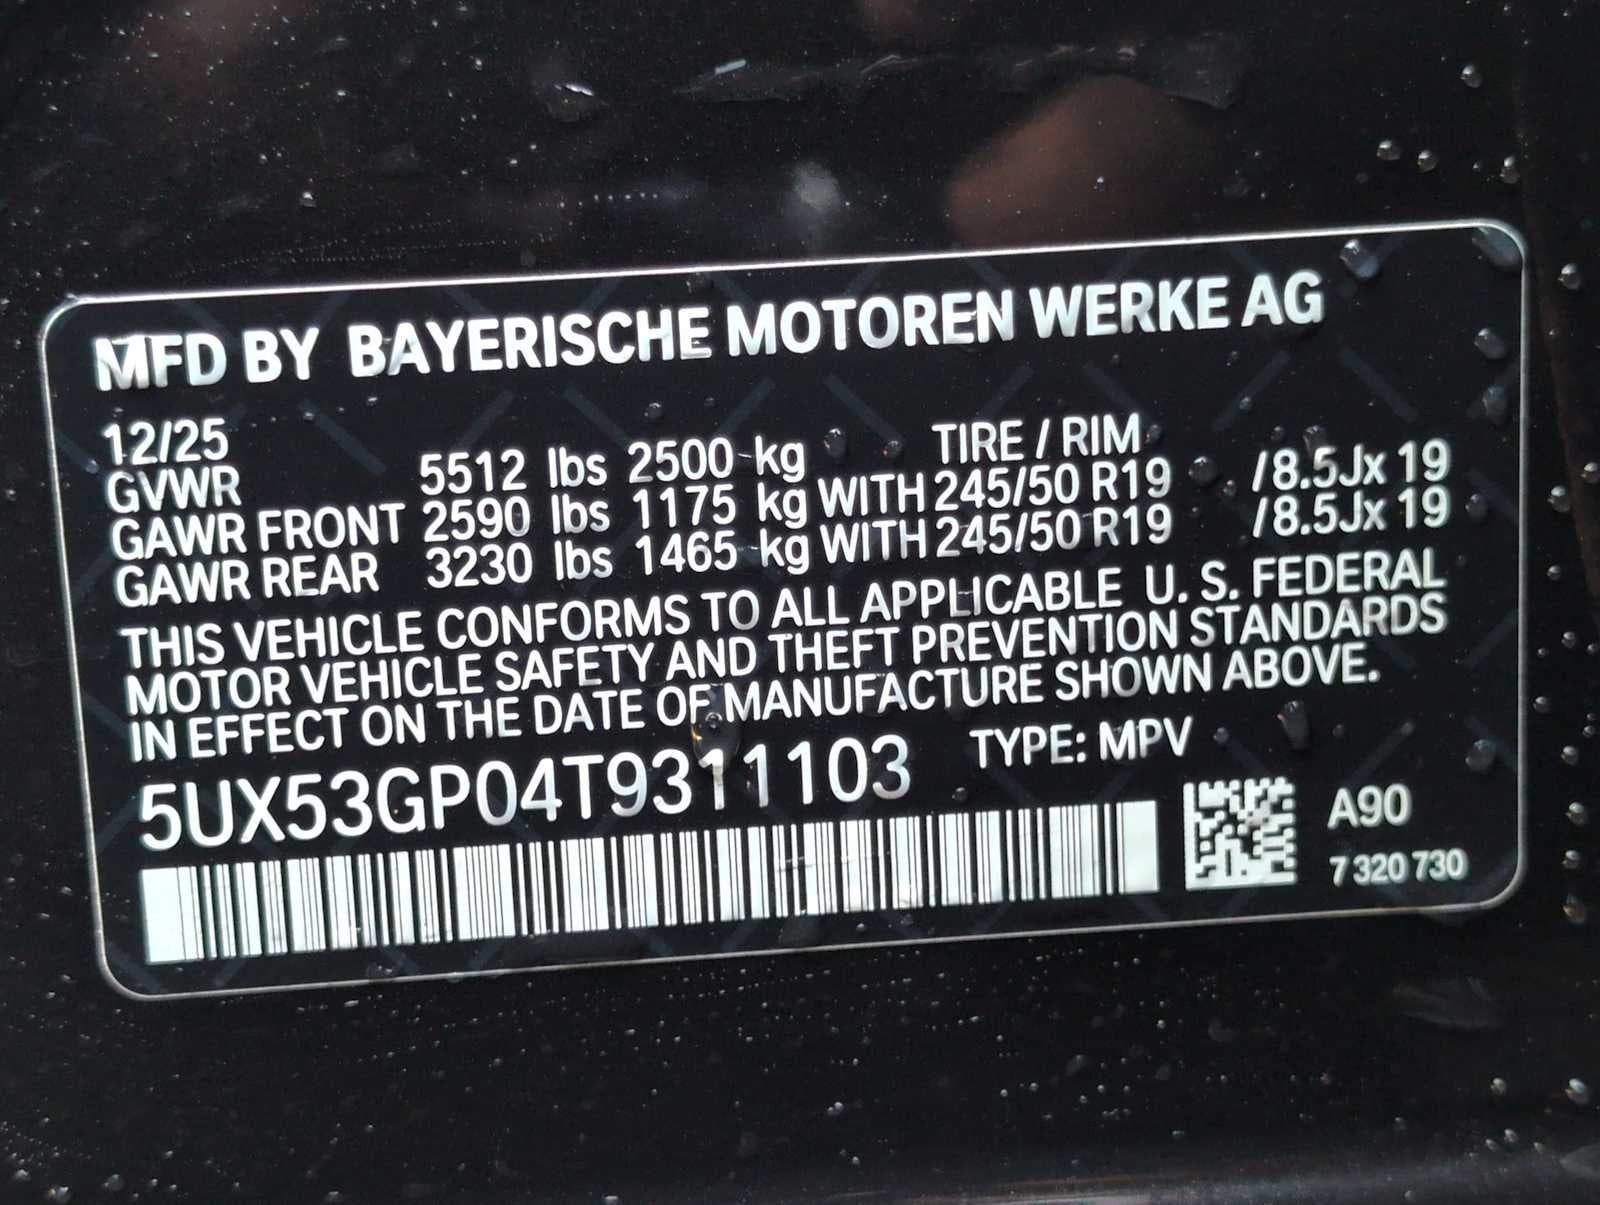 MFD BY BAYERISCHE MOTOREN WERKE AG
12/25 TIRE / RIM
GVWR 5512 lbs 2500 kg
GAWR FRONT 2590 lbs 1175 kg WITH 245/50 R19 /8.5Jx 19
GAWR REAR 3230 lbs 1465 kg WITH 245/50 R19 /8.5Jx 19
THIS VEHICLE CONFORMS TO ALL APPLICABLE U. S. FEDERAL
MOTOR VEHICLE SAFETY AND THEFT PREVENTION STANDARDS
IN EFFECT ON THE DATE OF MANUFACTURE SHOWN ABOVE.
5UX53GP04T9311103 TYPE: MPV
A90
7 320 730